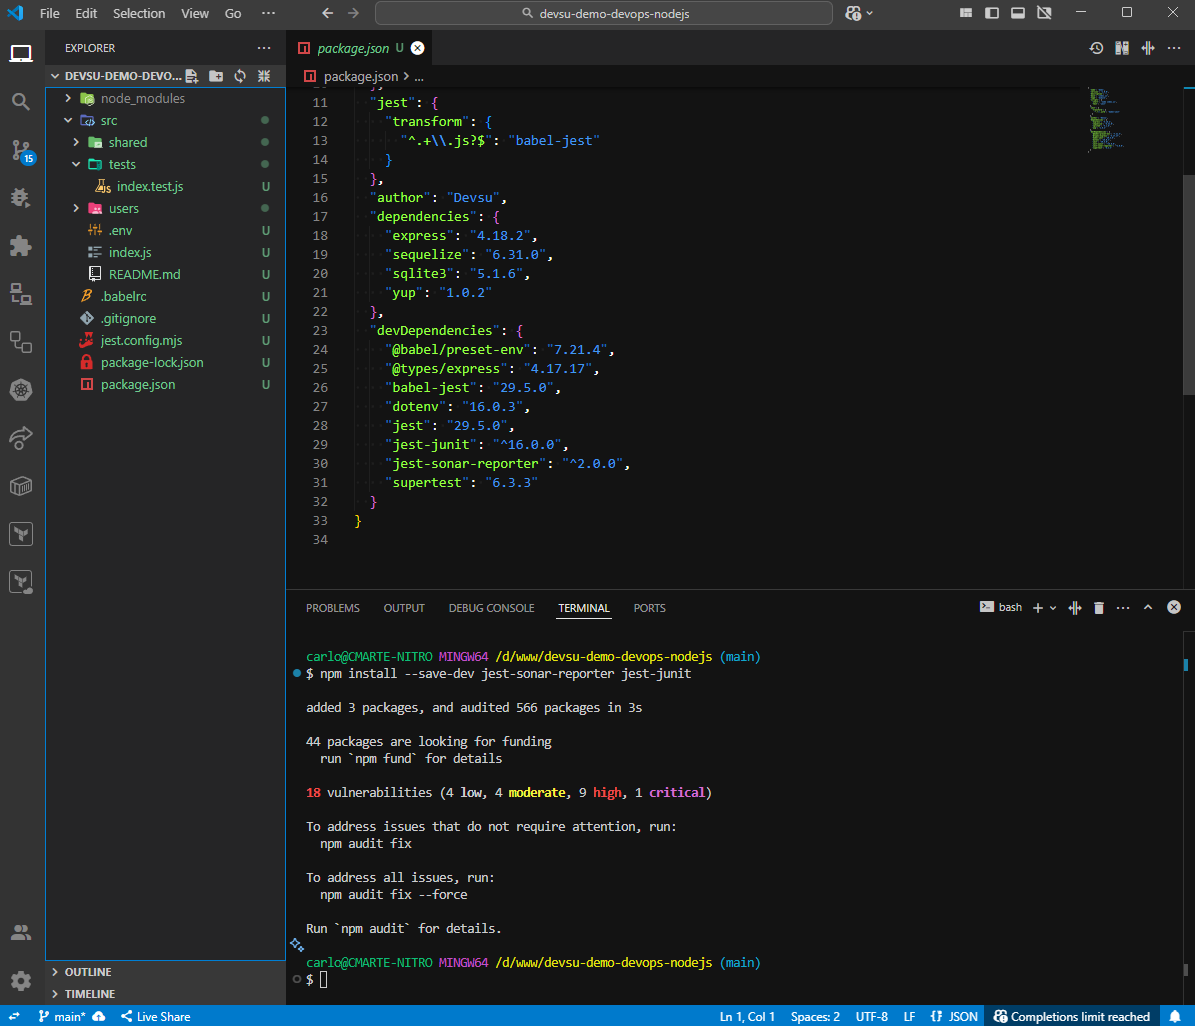 File Edit Selection View Go ··· devsu-demo-devops-nodejs
EXPLORER ···
DEVSU-DEMO-DEVO...
node_modules
src
shared
tests
index.test.js U
users
.env U
index.js U
README.md U
.babelrc U
.gitignore U
jest.config.mjs U
package-lock.json U
package.json U
OUTLINE
TIMELINE
15
package.json U
package.json > ...
11 "jest": {
12 "transform": {
13 "^.+\\.js?$": "babel-jest"
14 }
15 },
16 "author": "Devsu",
17 "dependencies": {
18 "express": "4.18.2",
19 "sequelize": "6.31.0",
20 "sqlite3": "5.1.6",
21 "yup": "1.0.2"
22 },
23 "devDependencies": {
24 "@babel/preset-env": "7.21.4",
25 "@types/express": "4.17.17",
26 "babel-jest": "29.5.0",
27 "dotenv": "16.0.3",
28 "jest": "29.5.0",
29 "jest-junit": "^16.0.0",
30 "jest-sonar-reporter": "^2.0.0",
31 "supertest": "6.3.3"
32 }
33 }
34
PROBLEMS OUTPUT DEBUG CONSOLE TERMINAL PORTS bash
carlo@CMARTE-NITRO MINGW64 /d/www/devsu-demo-devops-nodejs (main)
$ npm install --save-dev jest-sonar-reporter jest-junit
added 3 packages, and audited 566 packages in 3s
44 packages are looking for funding
run `npm fund` for details
18 vulnerabilities (4 low, 4 moderate, 9 high, 1 critical)
To address issues that do not require attention, run:
npm audit fix
To address all issues, run:
npm audit fix --force
Run `npm audit` for details.
carlo@CMARTE-NITRO MINGW64 /d/www/devsu-demo-devops-nodejs (main)
$
main* Live Share Ln 1, Col 1 Spaces: 2 UTF-8 LF {} JSON Completions limit reached